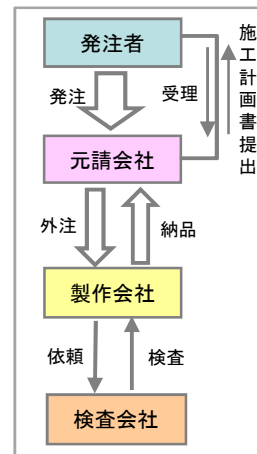 発注者
発注
受理
施工計画書提出
元請会社
外注
納品
製作会社
依頼
検査
検査会社